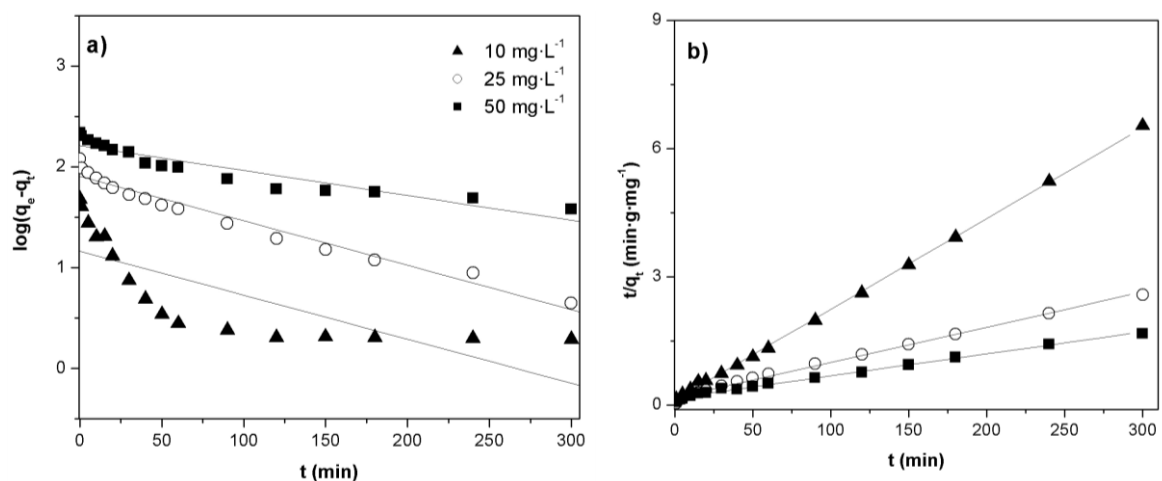 a)
10 mg·L⁻¹
25 mg·L⁻¹
50 mg·L⁻¹
3
2
1
0
log(qₑ-qₜ)
0 50 100 150 200 250 300
t (min)
b)
9
6
3
0
t/qₜ (min·g·mg⁻¹)
0 50 100 150 200 250 300
t (min)